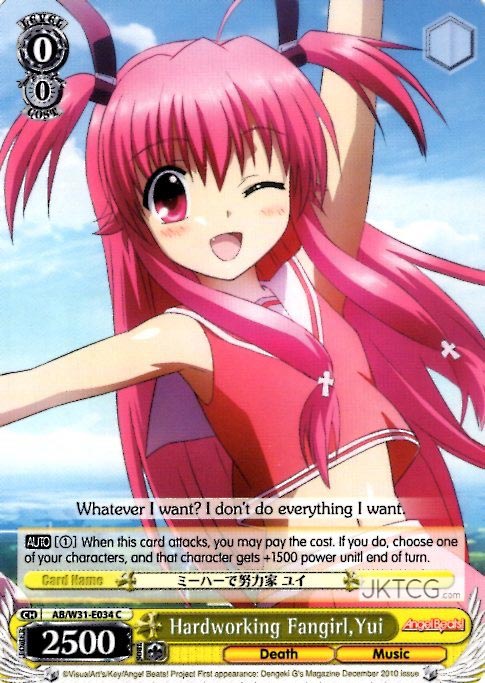 LEVEL
0
0
COST
Whatever I want? I don't do everything I want.
AUTO [①] When this card attacks, you may pay the cost. If you do, choose one
of your characters, and that character gets +1500 power unitl end of turn.
Card Name
ミーハーで努力家 ユイ
JKTCG.com
CH AB/W31-E034 C
Hardworking Fangirl,Yui
Angel Beats!
2500
Death
Music
©VisualArt's/Key/Angel Beats! Project First appearance: Dengeki G's Magazine December 2010 issue